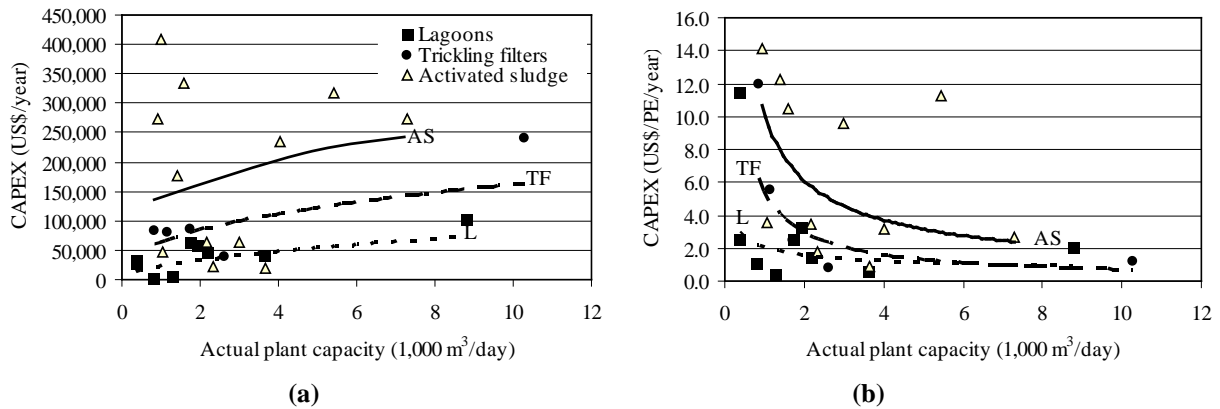 450,000
400,000
350,000
300,000
250,000
200,000
150,000
100,000
50,000
0
CAPEX (US$/year)
Lagoons
Trickling filters
Activated sludge
AS
TF
L
0 2 4 6 8 10 12
Actual plant capacity (1,000 m³/day)
(a)
16.0
14.0
12.0
10.0
8.0
6.0
4.0
2.0
0.0
CAPEX (US$/PE/year)
TF
L
AS
0 2 4 6 8 10 12
Actual plant capacity (1,000 m³/day)
(b)